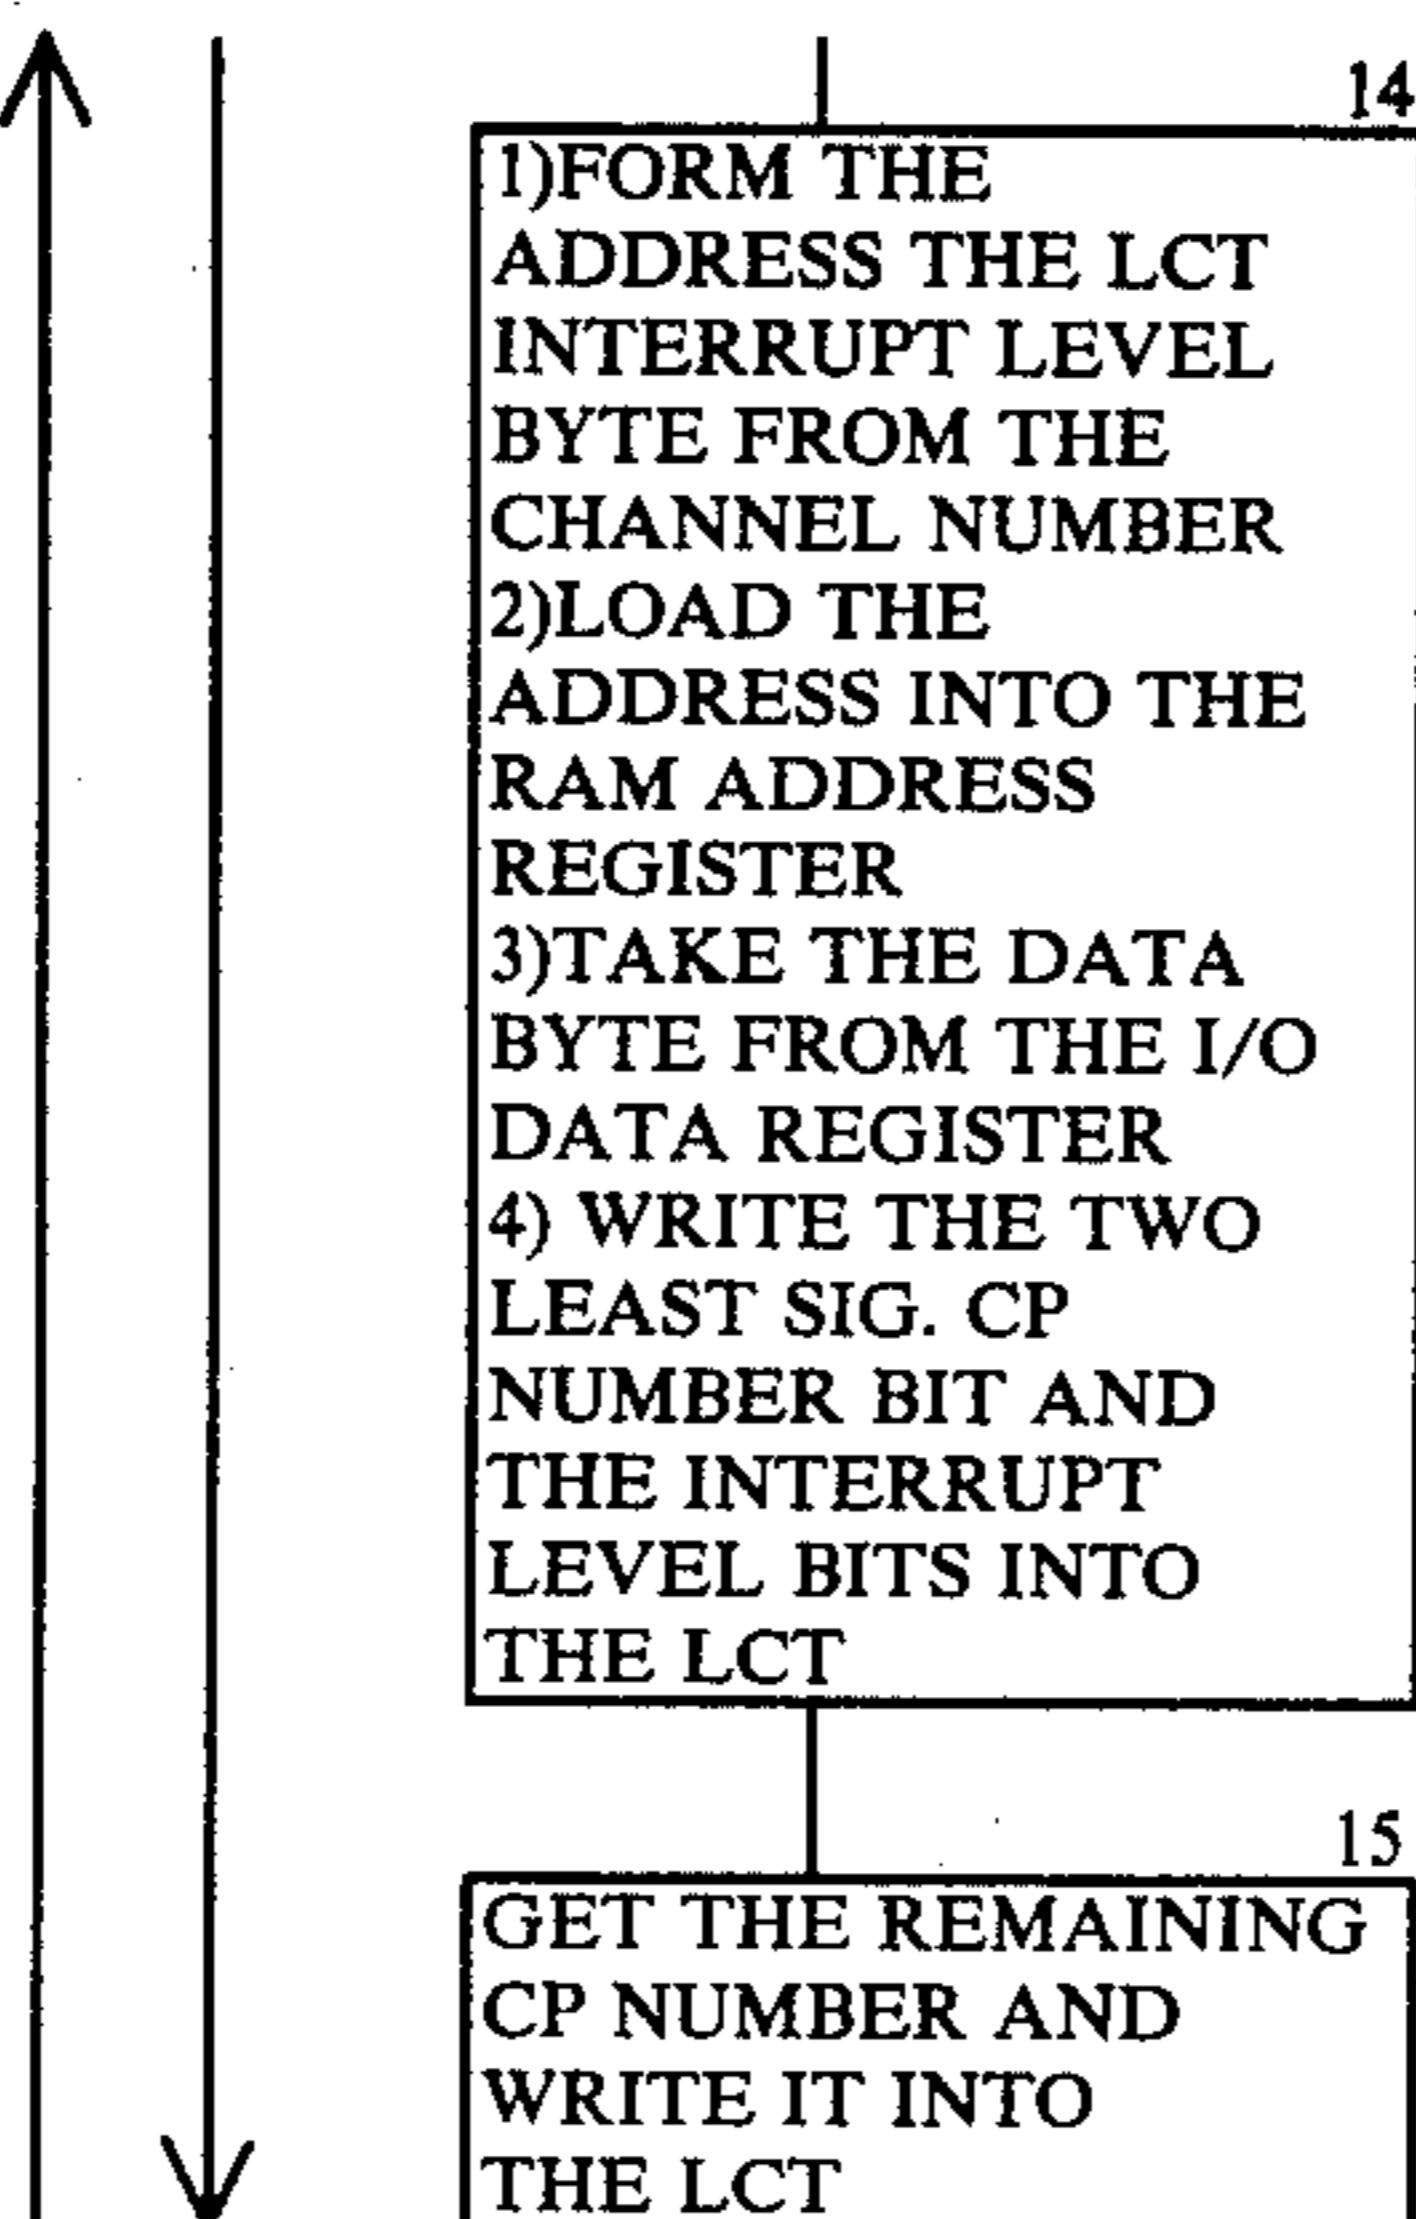 14
1)FORM THE
ADDRESS THE LCT
INTERRUPT LEVEL
BYTE FROM THE
CHANNEL NUMBER
2)LOAD THE
ADDRESS INTO THE
RAM ADDRESS
REGISTER
3)TAKE THE DATA
BYTE FROM THE I/O
DATA REGISTER
4) WRITE THE TWO
LEAST SIG. CP
NUMBER BIT AND
THE INTERRUPT
LEVEL BITS INTO
THE LCT
15
GET THE REMAINING
CP NUMBER AND
WRITE IT INTO
THE LCT